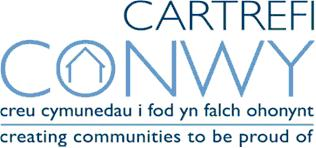 CARTREFI
CONWY
creu cymunedau i fod yn falch ohonynt
creating communities to be proud of